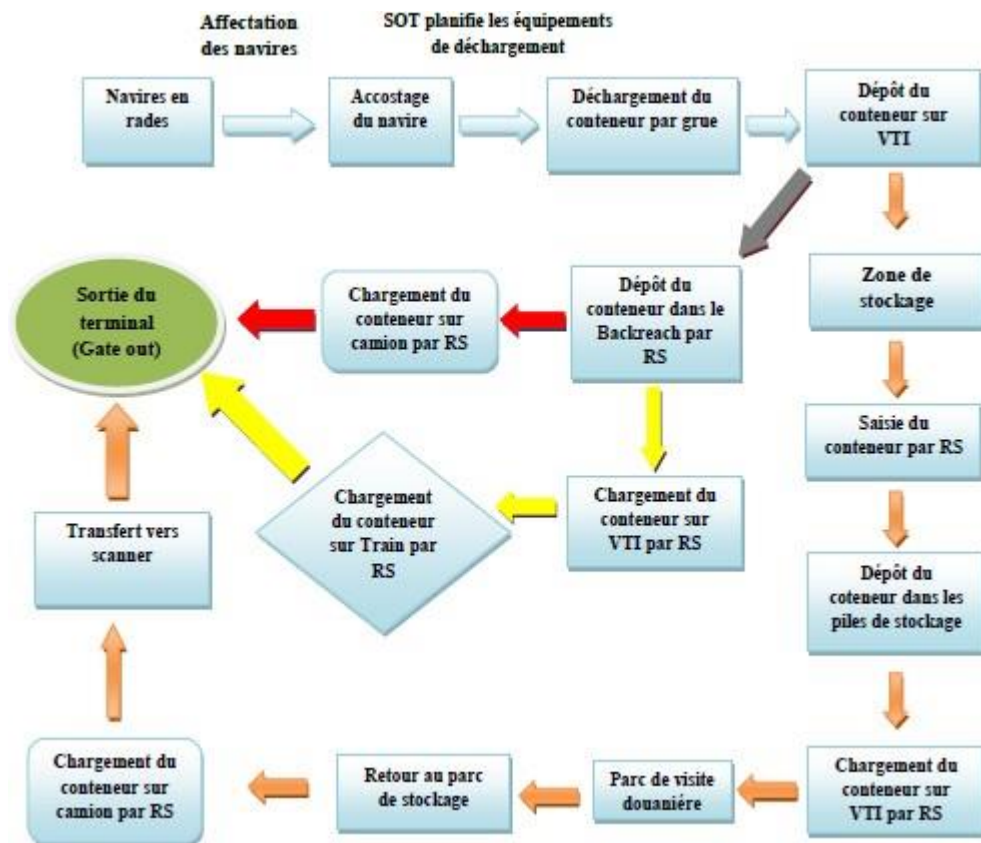 Affectation
des navires
SOT planifie les équipements
de déchargement
Navires en
rades
Accostage
du navire
Déchargement du
conteneur par grue
Dépôt du
conteneur sur
VTI
Sortie du
terminal
(Gate out)
Chargement du
conteneur sur
camion par RS
Dépôt du
conteneur dans le
Backreach par
RS
Zone de
stockage
Saisie du
conteneur par RS
Transfert vers
scanner
Chargement
du conteneur
sur Train par
RS
Chargement du
conteneur sur
VTI par RS
Dépôt du
coteneur dans les
piles de stockage
Chargement du
conteneur sur
camion par RS
Retour au parc
de stockage
Parc de visite
douaniére
Chargement du
conteneur sur
VTI par RS